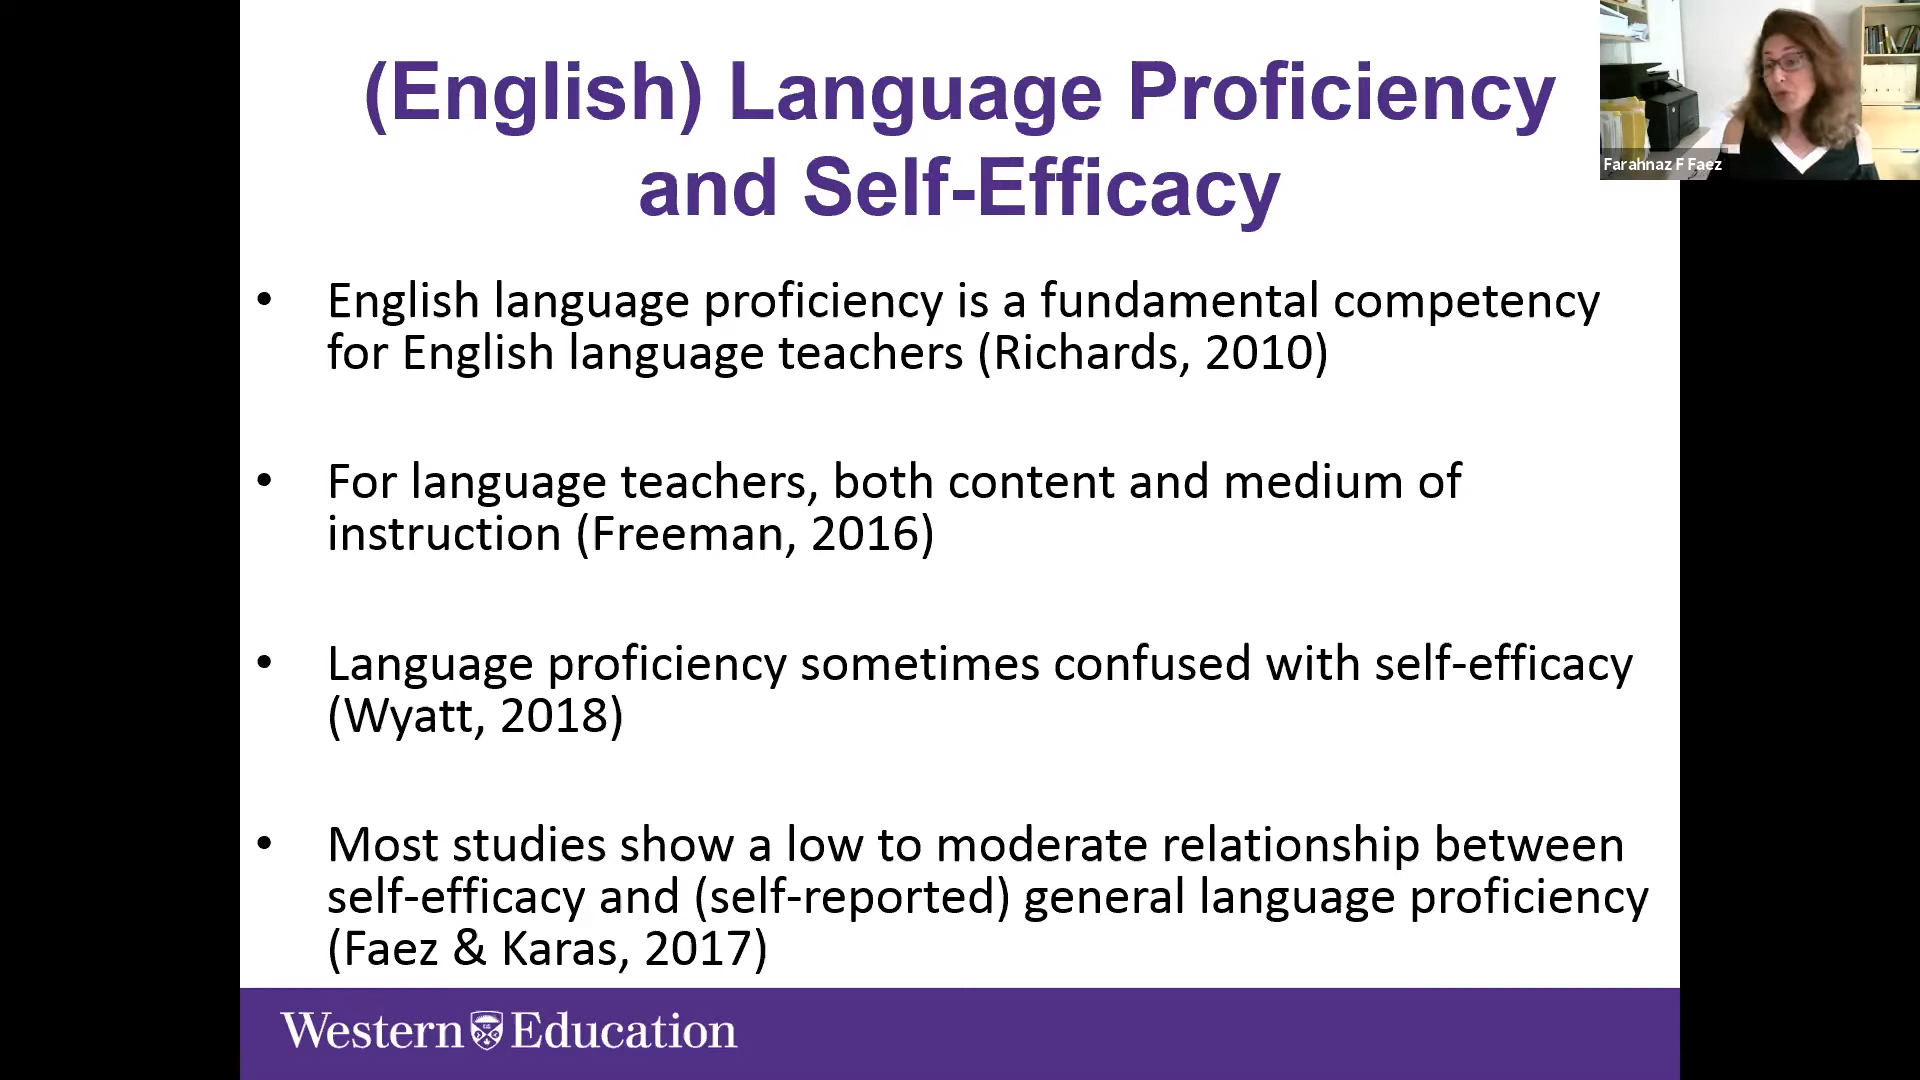 (English) Language Proficiency
and Self-Efficacy
Farahnaz F Faez
• English language proficiency is a fundamental competency
for English language teachers (Richards, 2010)
• For language teachers, both content and medium of
instruction (Freeman, 2016)
• Language proficiency sometimes confused with self-efficacy
(Wyatt, 2018)
• Most studies show a low to moderate relationship between
self-efficacy and (self-reported) general language proficiency
(Faez & Karas, 2017)
Western Education